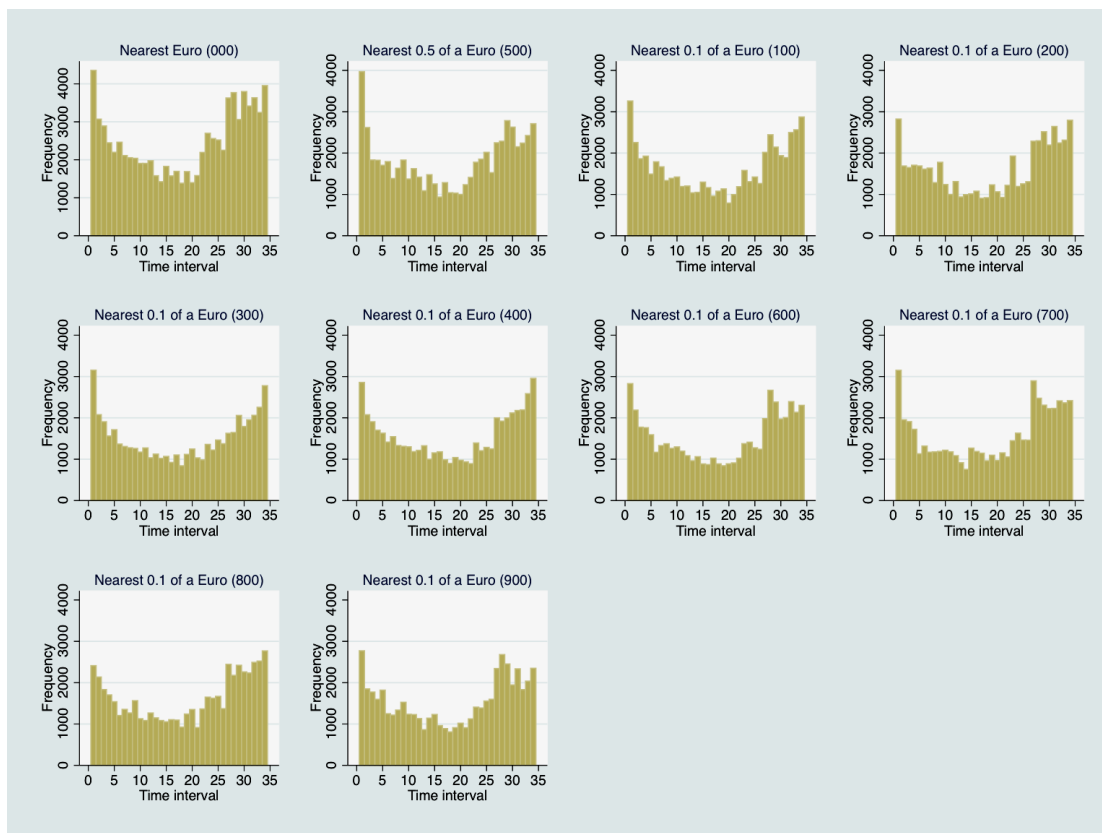 Nearest Euro (000)
Frequency
0 1000 2000 3000 4000
0 5 10 15 20 25 30 35
Time interval
Nearest 0.5 of a Euro (500)
Frequency
0 1000 2000 3000 4000
0 5 10 15 20 25 30 35
Time interval
Nearest 0.1 of a Euro (100)
Frequency
0 1000 2000 3000 4000
0 5 10 15 20 25 30 35
Time interval
Nearest 0.1 of a Euro (200)
Frequency
0 1000 2000 3000 4000
0 5 10 15 20 25 30 35
Time interval
Nearest 0.1 of a Euro (300)
Frequency
0 1000 2000 3000 4000
0 5 10 15 20 25 30 35
Time interval
Nearest 0.1 of a Euro (400)
Frequency
0 1000 2000 3000 4000
0 5 10 15 20 25 30 35
Time interval
Nearest 0.1 of a Euro (600)
Frequency
0 1000 2000 3000 4000
0 5 10 15 20 25 30 35
Time interval
Nearest 0.1 of a Euro (700)
Frequency
0 1000 2000 3000 4000
0 5 10 15 20 25 30 35
Time interval
Nearest 0.1 of a Euro (800)
Frequency
0 1000 2000 3000 4000
0 5 10 15 20 25 30 35
Time interval
Nearest 0.1 of a Euro (900)
Frequency
0 1000 2000 3000 4000
0 5 10 15 20 25 30 35
Time interval